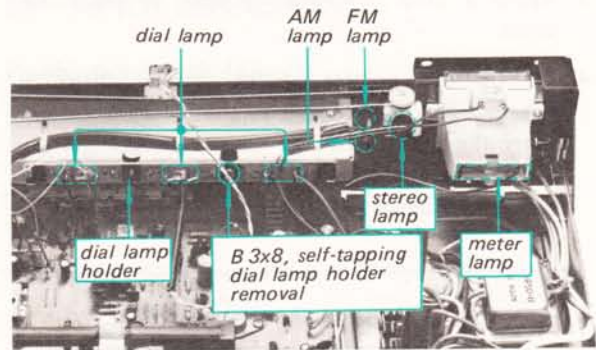 dial lamp
AM
lamp
FM
lamp
stereo
lamp
dial lamp
holder
B 3x8, self-tapping
dial lamp holder
removal
meter
lamp